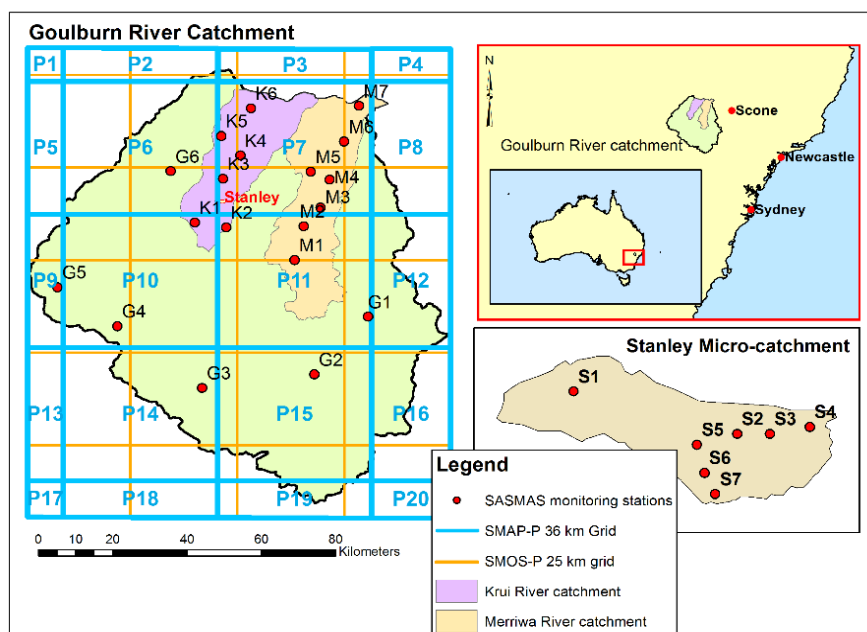 Goulburn River Catchment
P1
P2
P3
P4
K6
M7
K5
M6
K4
P5
P6
P7
P8
G6
K3
M5
M4
Stanley
M3
K1
K2
M2
M1
G5
P9
P10
P11
P12
G4
G1
G3
G2
P13
P14
P15
P16
P17
P18
P19
P20
0 10 20 40 60 80
Kilometers
N
Scone
Goulburn River catchment
Newcastle
Sydney
Stanley Micro-catchment
S1
S2
S3
S4
S5
S6
S7
Legend
SASMAS monitoring stations
SMAP-P 36 km Grid
SMOS-P 25 km grid
Krui River catchment
Merriwa River catchment